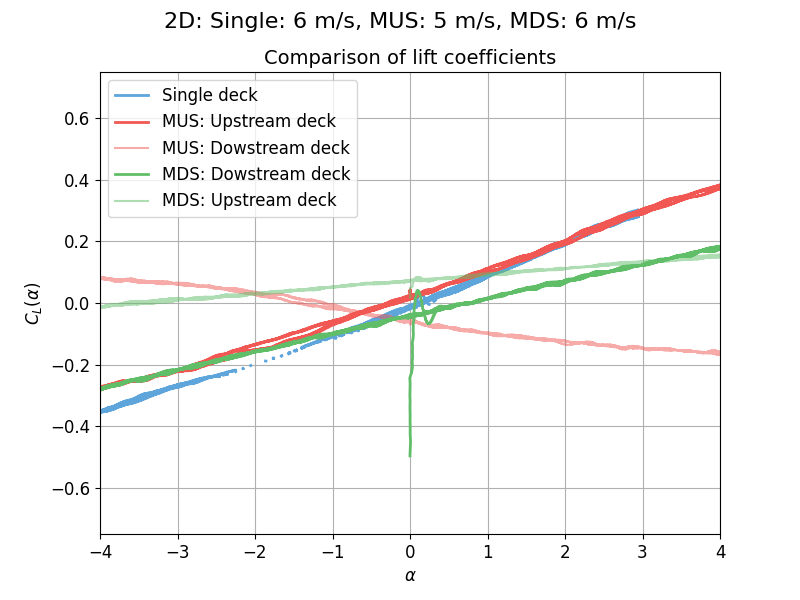 2D: Single: 6 m/s, MUS: 5 m/s, MDS: 6 m/s
Comparison of lift coefficients
Single deck
MUS: Upstream deck
MUS: Dowstream deck
MDS: Dowstream deck
MDS: Upstream deck
0.6
0.4
0.2
0.0
−0.2
−0.4
−0.6
C_L(α)
−4 −3 −2 −1 0 1 2 3 4
α